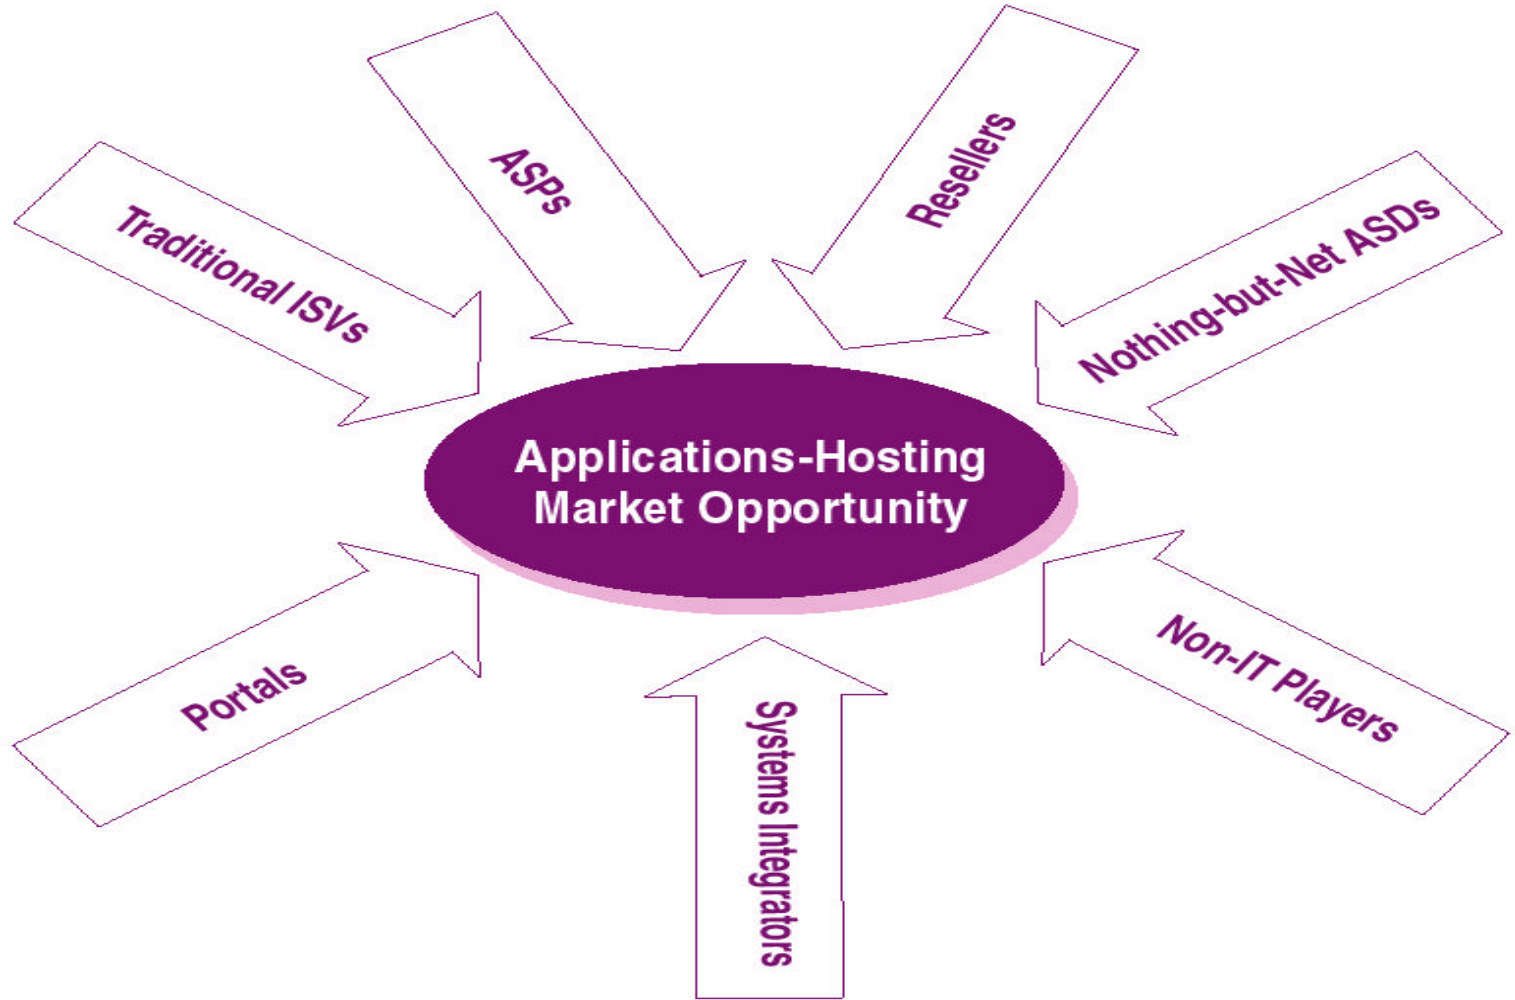 ASPs
Resellers
Traditional ISVs
Nothing-but-Net ASDs
Applications-Hosting
Market Opportunity
Portals
Systems Integrators
Non-IT Players